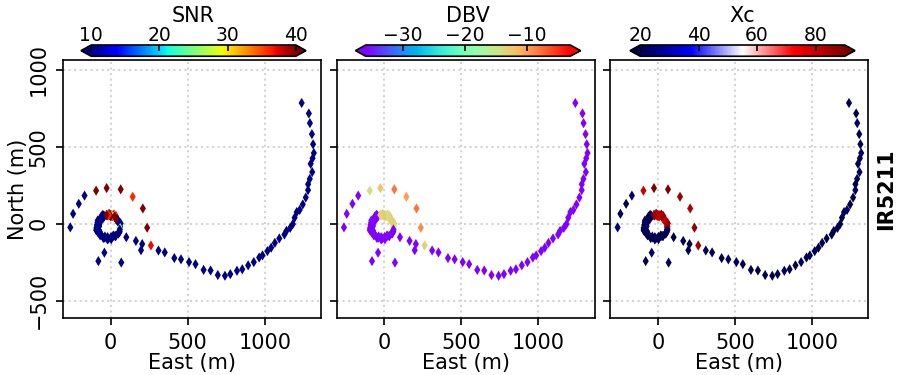 SNR DBV Xc
10 20 30 40 −30 −20 −10 20 40 60 80
1000
500
0
−500
North (m)
0 500 1000 0 500 1000 0 500 1000
East (m) East (m) East (m)
IR5211